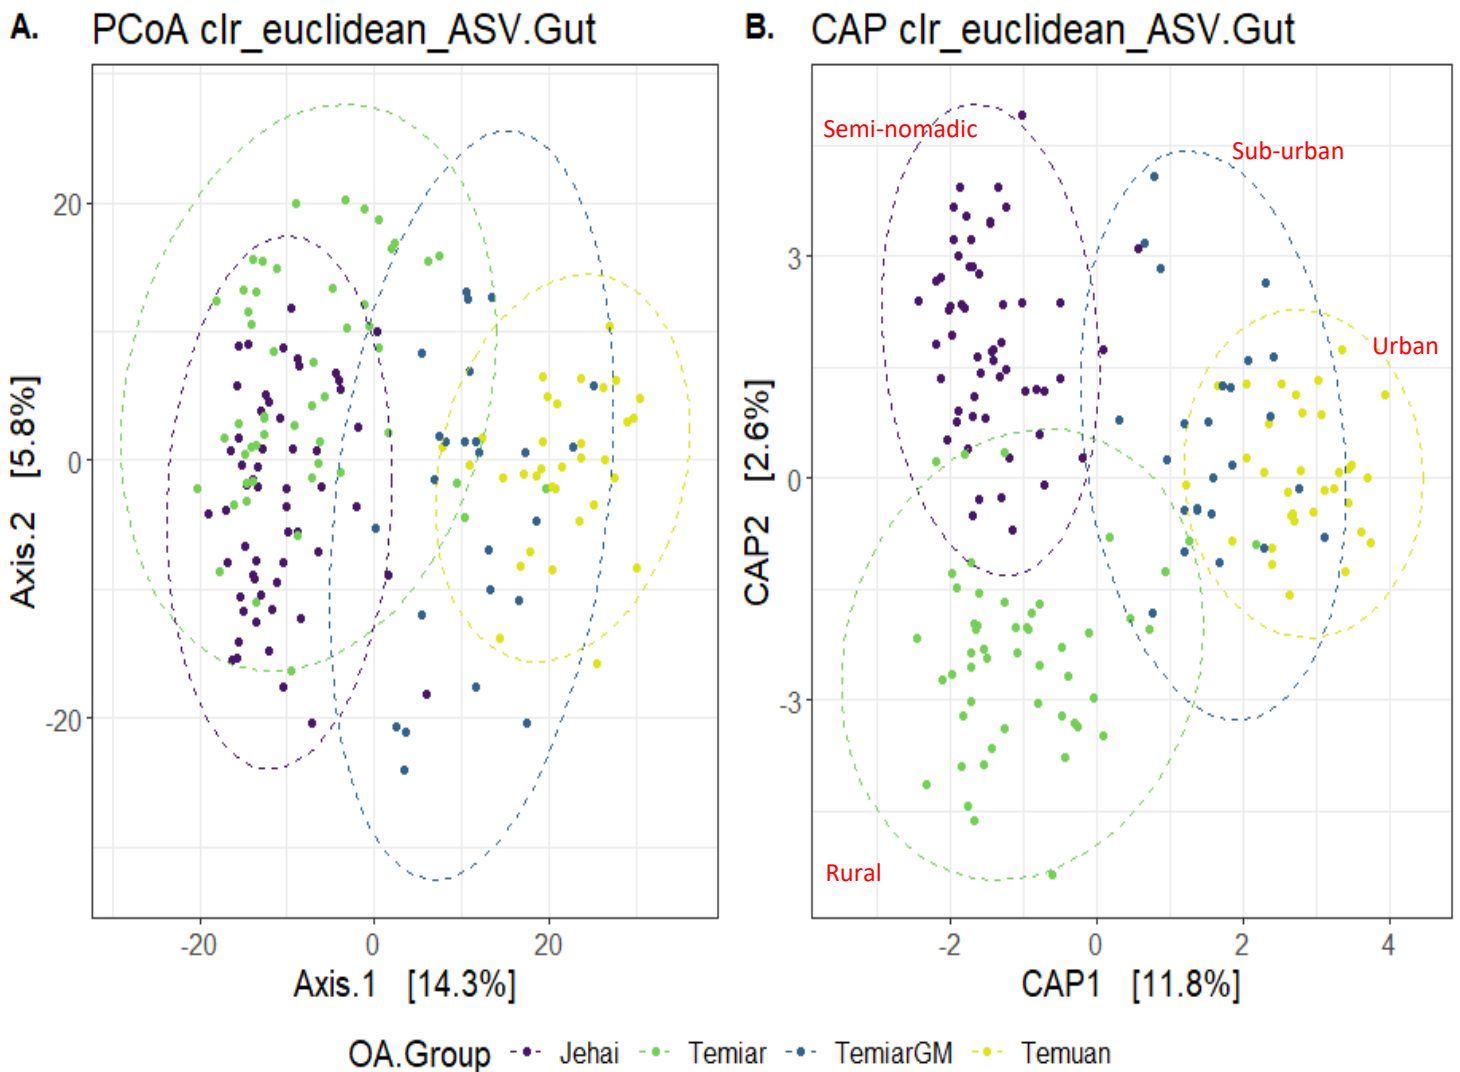 A. PCoA clr_euclidean_ASV.Gut
20
0
-20
Axis.2 [5.8%]
-20 0 20
Axis.1 [14.3%]
B. CAP clr_euclidean_ASV.Gut
Semi-nomadic
Sub-urban
Urban
Rural
3
0
-3
CAP2 [2.6%]
-2 0 2 4
CAP1 [11.8%]
OA.Group Jehai Temiar TemiarGM Temuan